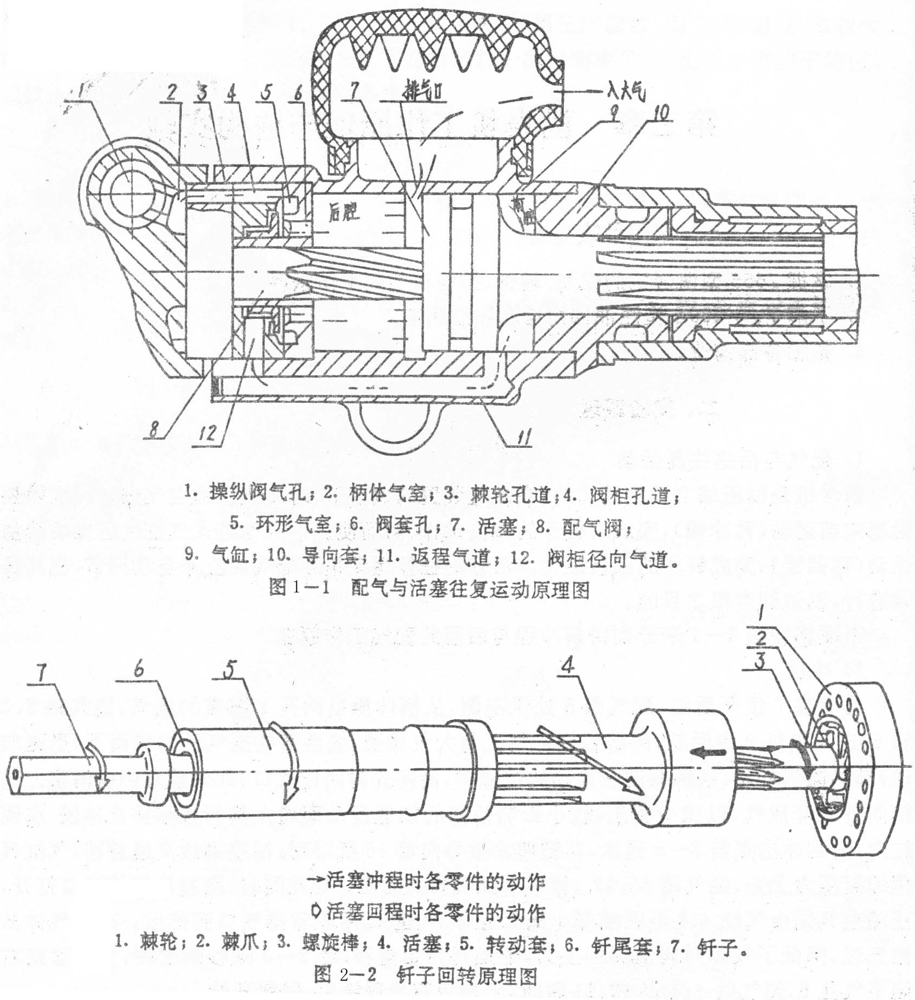 1 2 3 4 5 6 7 排气口 入大气 9 10
后腔
前腔
8 12 11
1. 操纵阀气孔；2. 柄体气室；3. 棘轮孔道；4. 阀柜孔道；
5. 环形气室；6. 阀套孔；7. 活塞；8. 配气阀；
9. 气缸；10. 导向套；11. 返程气道；12. 阀柜径向气道。
图1—1 配气与活塞往复运动原理图
1
2
3
7 6 5 4
→活塞冲程时各零件的动作
活塞回程时各零件的动作
1. 棘轮；2. 棘爪；3. 螺旋棒；4. 活塞；5. 转动套；6. 钎尾套；7. 钎子。
图 2—2 钎子回转原理图